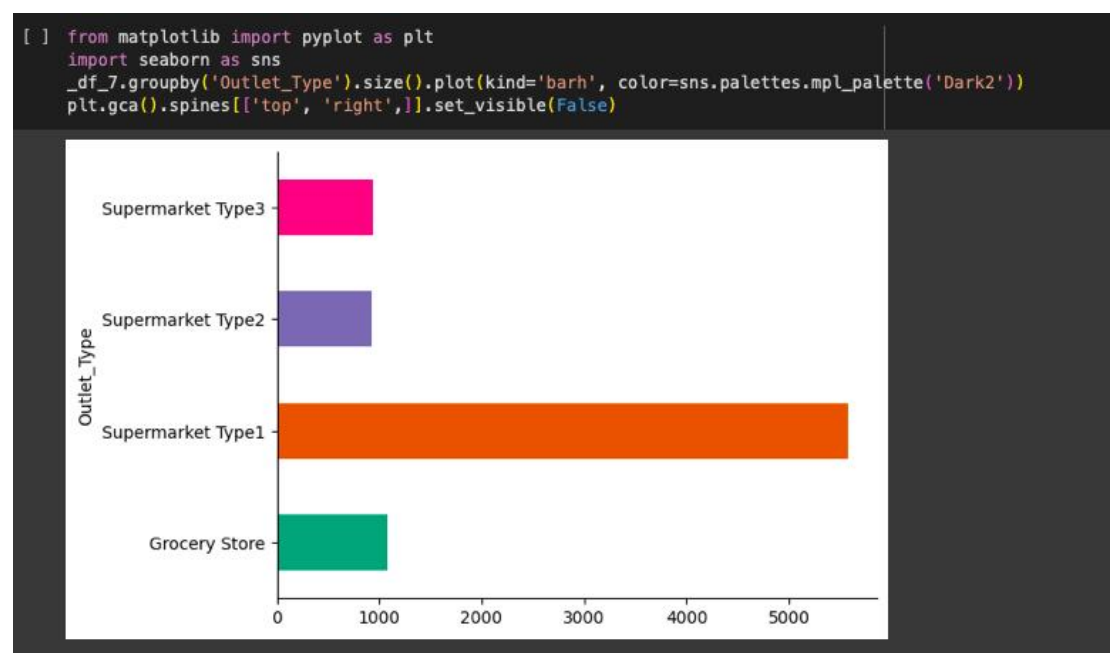 [ ] from matplotlib import pyplot as plt
import seaborn as sns
_df_7.groupby('Outlet_Type').size().plot(kind='barh', color=sns.palettes.mpl_palette('Dark2'))
plt.gca().spines[['top', 'right',]].set_visible(False)
Supermarket Type3
Supermarket Type2
Outlet_Type
Supermarket Type1
Grocery Store
0 1000 2000 3000 4000 5000